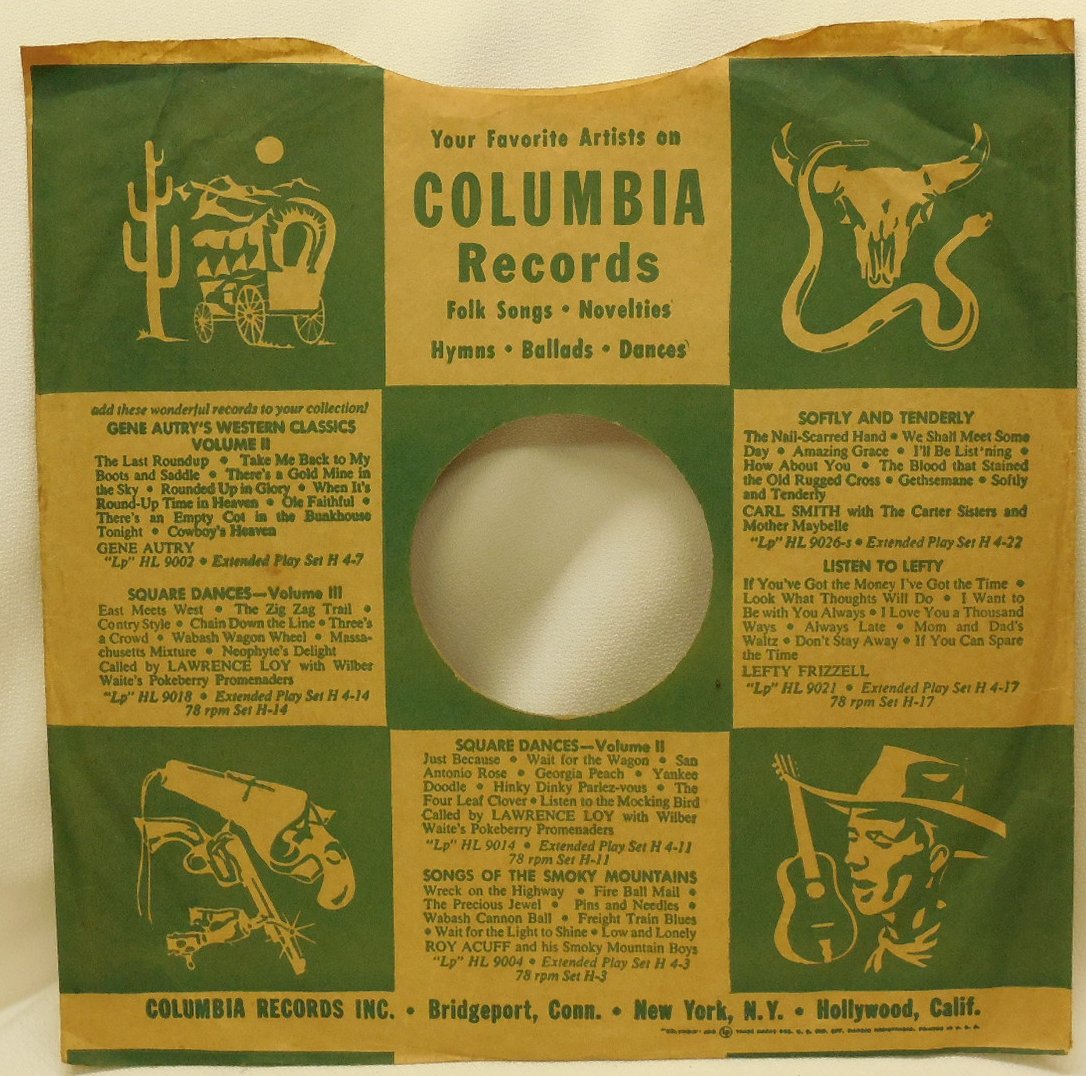 Your Favorite Artists on
COLUMBIA
Records
Folk Songs • Novelties
Hymns • Ballads • Dances
add these wonderful records to your collection!
GENE AUTRY'S WESTERN CLASSICS
VOLUME II
The Last Roundup • Take Me Back to My
Boots and Saddle • There's a Gold Mine in
the Sky • Rounded Up in Glory • When It's
Round-Up Time in Heaven • Ole Faithful •
There's an Empty Cot in the Bunkhouse
Tonight • Cowboy's Heaven
GENE AUTRY
"Lp" HL 9002 • Extended Play Set H 4-7
SQUARE DANCES—Volume III
East Meets West • The Zig Zag Trail •
Contry Style • Chain Down the Line • Three's
a Crowd • Wabash Wagon Wheel • Massa-
chusetts Mixture • Neophyte's Delight
Called by LAWRENCE LOY with Wilber
Waite's Pokeberry Promenaders
"Lp" HL 9018 • Extended Play Set H 4-14
78 rpm Set H-14
SOFTLY AND TENDERLY
The Nail-Scarred Hand • We Shall Meet Some
Day • Amazing Grace • I'll Be List'ning •
How About You • The Blood that Stained
the Old Rugged Cross • Gethsemane • Softly
and Tenderly
CARL SMITH with The Carter Sisters and
Mother Maybelle
"Lp" HL 9026-s • Extended Play Set H 4-22
LISTEN TO LEFTY
If You've Got the Money I've Got the Time •
Look What Thoughts Will Do • I Want to
Be with You Always • I Love You a Thousand
Ways • Always Late • Mom and Dad's
Waltz • Don't Stay Away • If You Can Spare
the Time
LEFTY FRIZZELL
"Lp" HL 9021 • Extended Play Set H 4-17
78 rpm Set H-17
SQUARE DANCES—Volume II
Just Because • Wait for the Wagon • San
Antonio Rose • Georgia Peach • Yankee
Doodle • Hinky Dinky Parlez-vous • The
Four Leaf Clover • Listen to the Mocking Bird
Called by LAWRENCE LOY with Wilber
Waite's Pokeberry Promenaders
"Lp" HL 9014 • Extended Play Set H 4-11
78 rpm Set H-11
SONGS OF THE SMOKY MOUNTAINS
Wreck on the Highway • Fire Ball Mail •
The Precious Jewel • Pins and Needles •
Wabash Cannon Ball • Freight Train Blues
• Wait for the Light to Shine • Low and Lonely
ROY ACUFF and his Smoky Mountain Boys
"Lp" HL 9004 • Extended Play Set H 4-3
78 rpm Set H-3
COLUMBIA RECORDS INC. • Bridgeport, Conn. • New York, N.Y. • Hollywood, Calif.
"COLUMBIA" AND LP TRADE MARKS REG. U. S. PAT. OFF. MARCAS REGISTRADAS. PRINTED IN U. S. A.